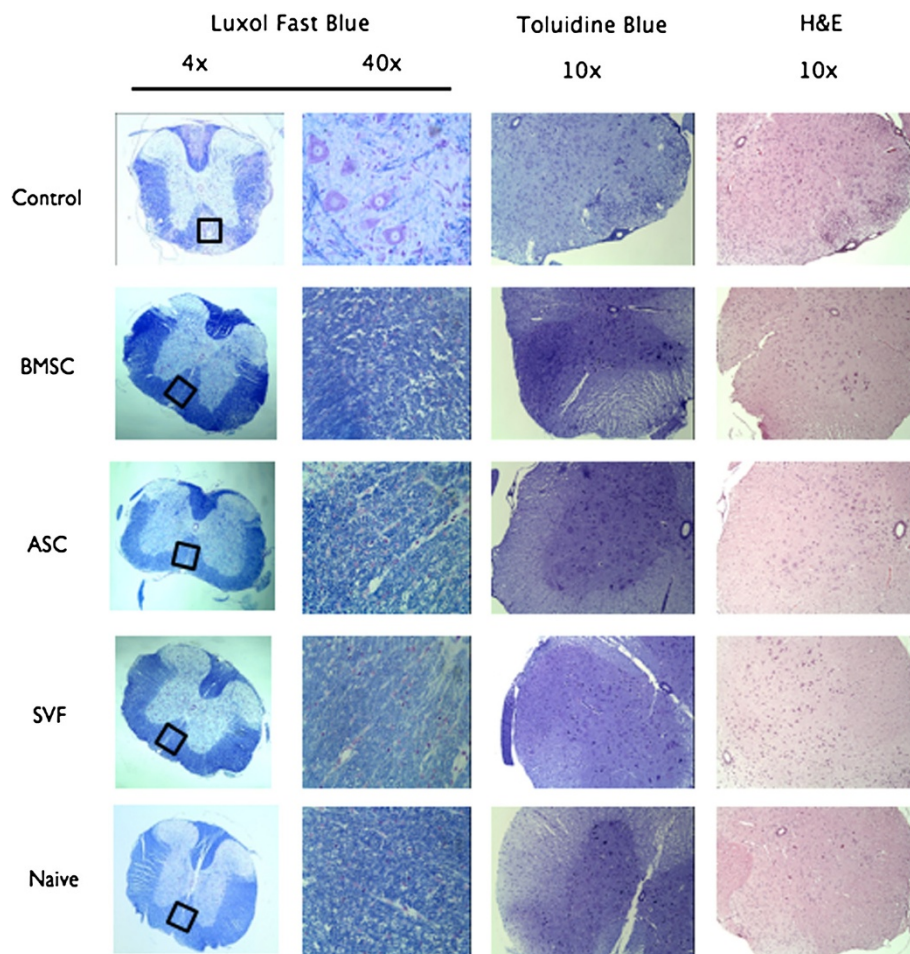 Luxol Fast Blue Toluidine Blue H&E
4x 40x 10x 10x
Control
BMSC
ASC
SVF
Naive